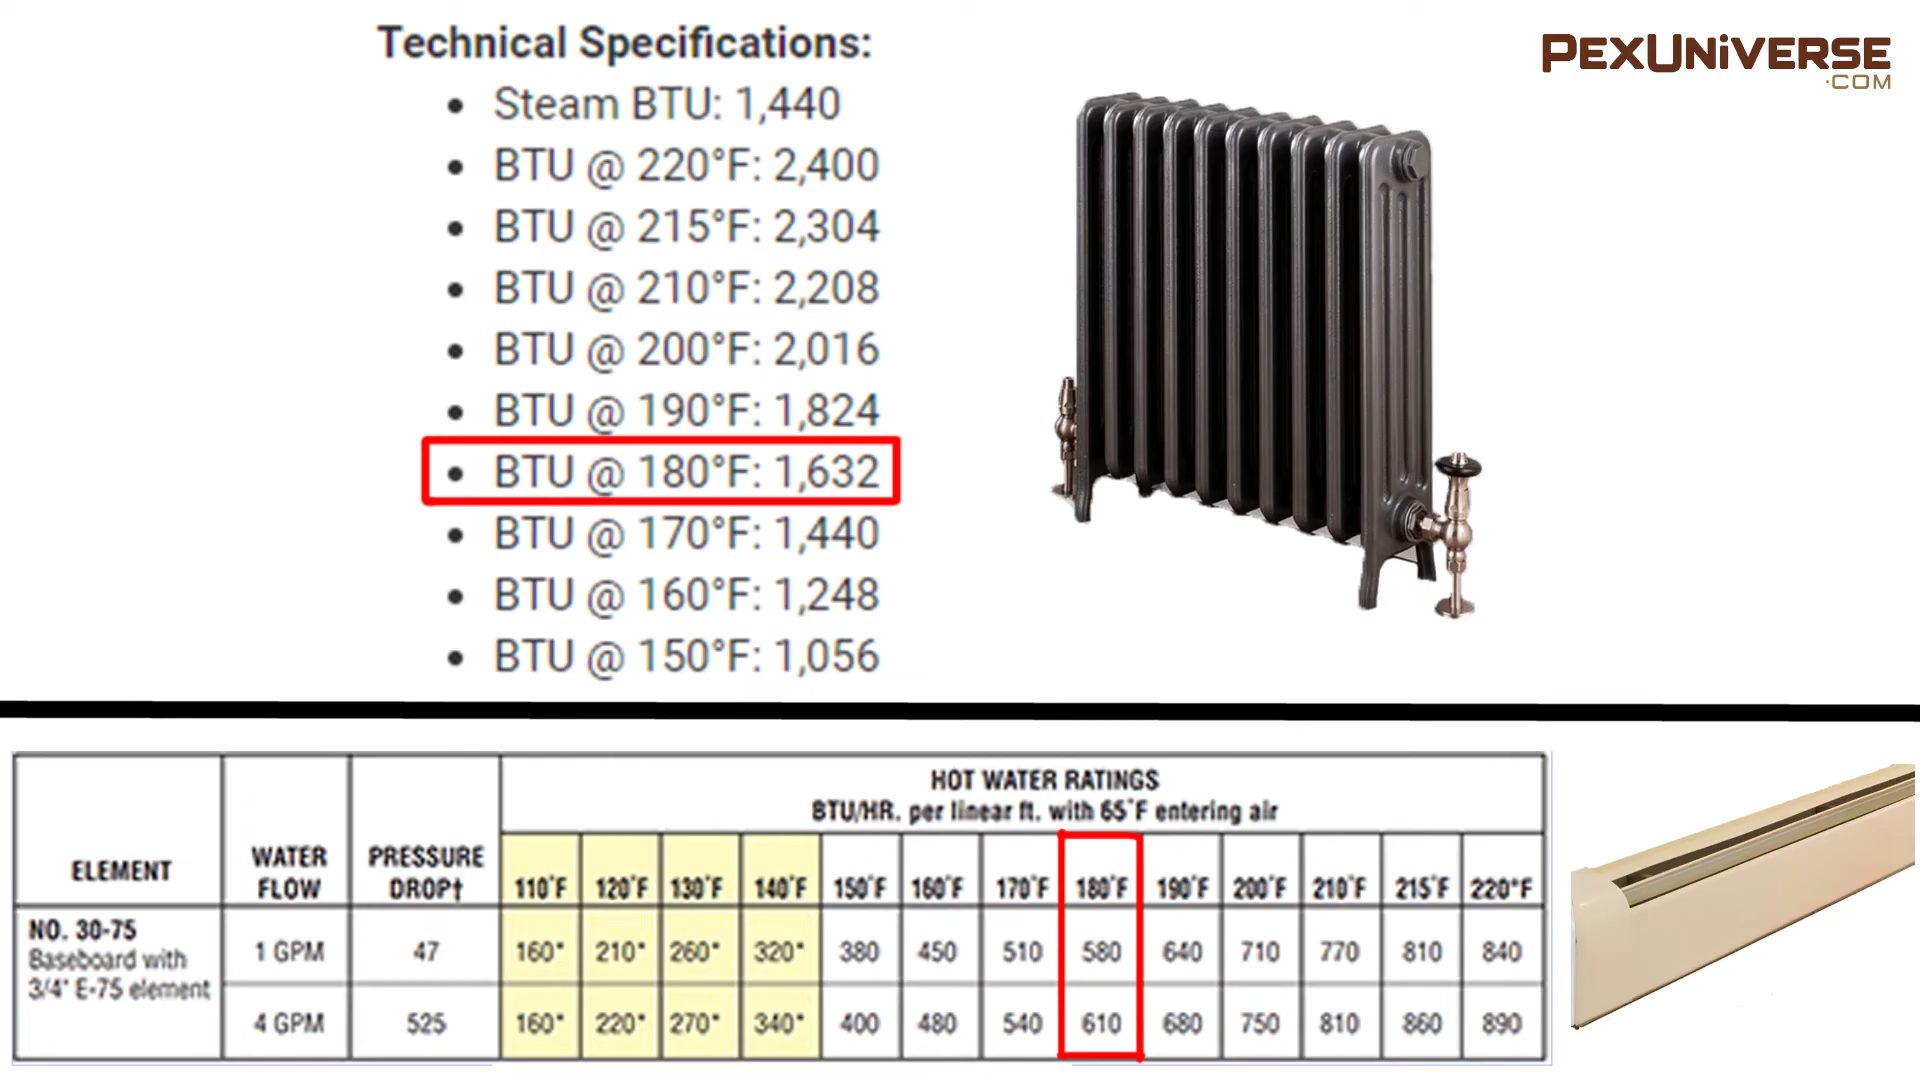 Technical Specifications:
PEXUNiVERSE
.COM
• Steam BTU: 1,440
• BTU @ 220°F: 2,400
• BTU @ 215°F: 2,304
• BTU @ 210°F: 2,208
• BTU @ 200°F: 2,016
• BTU @ 190°F: 1,824
• BTU @ 180°F: 1,632
• BTU @ 170°F: 1,440
• BTU @ 160°F: 1,248
• BTU @ 150°F: 1,056
HOT WATER RATINGS
BTU/HR. per linear ft. with 65°F entering air
ELEMENT WATER FLOW PRESSURE DROP† 110°F 120°F 130°F 140°F 150°F 160°F 170°F 180°F 190°F 200°F 210°F 215°F 220°F
NO. 30-75
Baseboard with
3/4" E-75 element
1 GPM 47 160* 210* 260* 320* 380 450 510 580 640 710 770 810 840
4 GPM 525 160* 220* 270* 340* 400 480 540 610 680 750 810 860 890